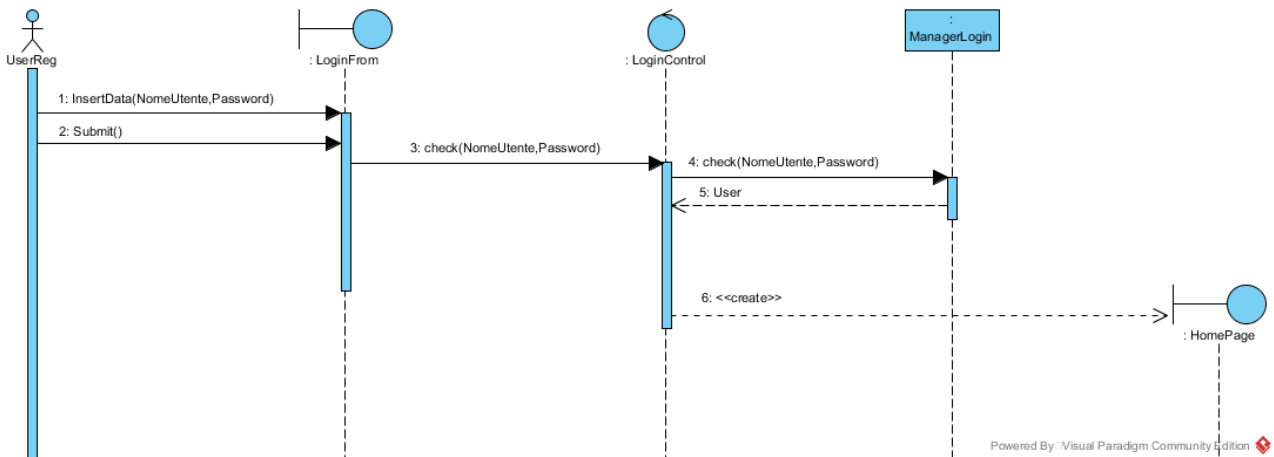 :
ManagerLogin
UserReg
: LoginFrom
: LoginControl
1: InsertData(NomeUtente,Password)
2: Submit()
3: check(NomeUtente,Password)
4: check(NomeUtente,Password)
5: User
6: <<create>>
: HomePage
Powered By Visual Paradigm Community Edition